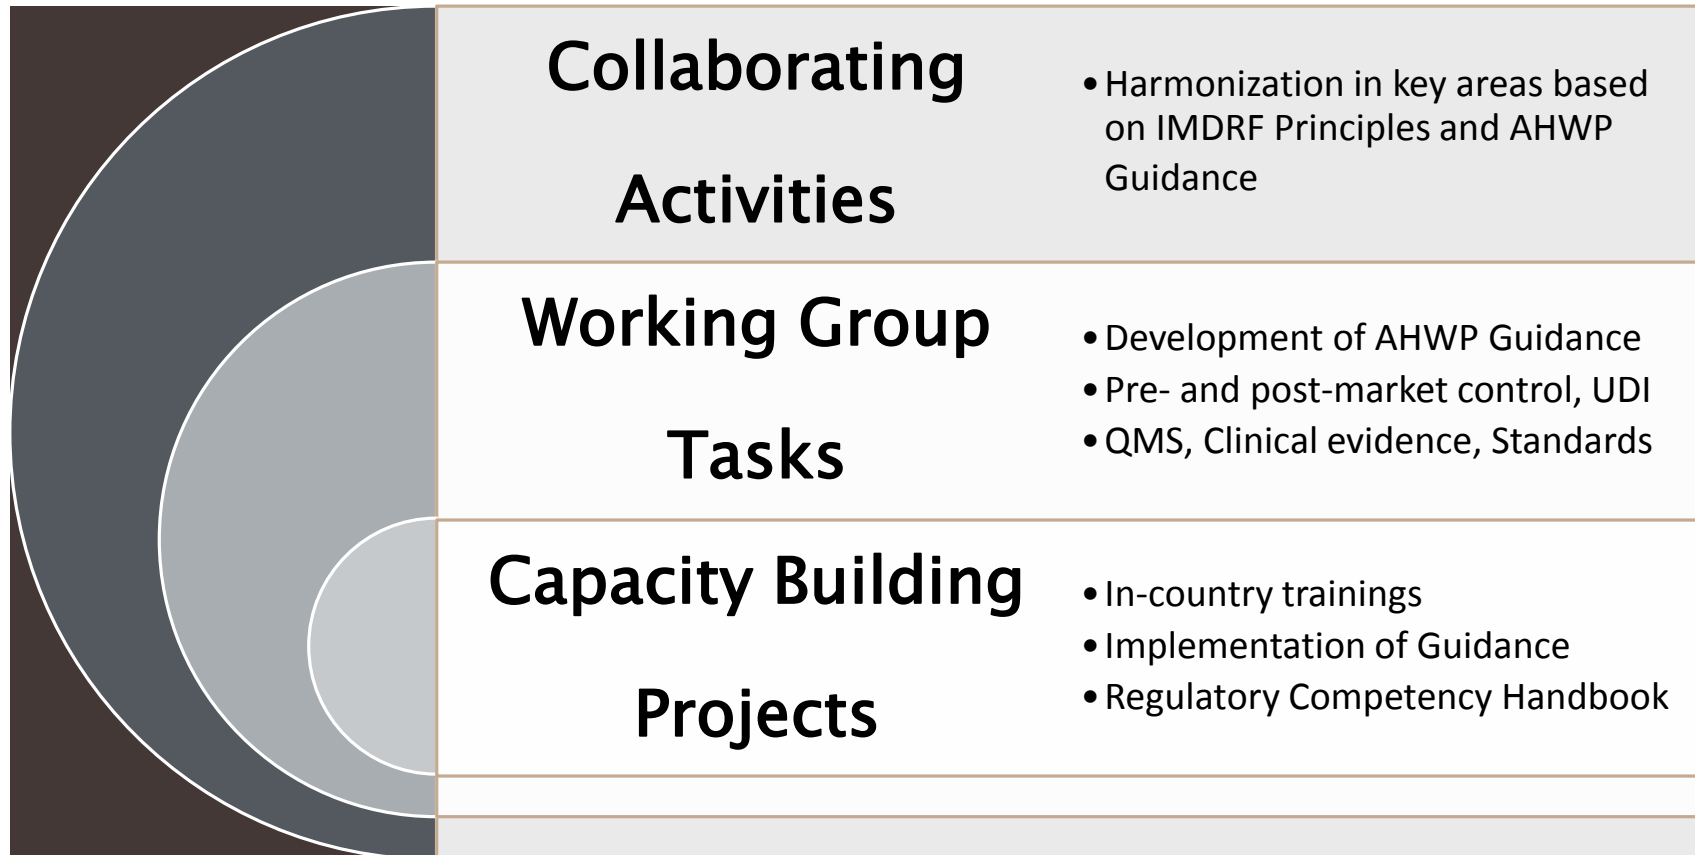 Collaborating
Activities
• Harmonization in key areas based
on IMDRF Principles and AHWP
Guidance
Working Group
Tasks
• Development of AHWP Guidance
• Pre- and post-market control, UDI
• QMS, Clinical evidence, Standards
Capacity Building
Projects
• In-country trainings
• Implementation of Guidance
• Regulatory Competency Handbook